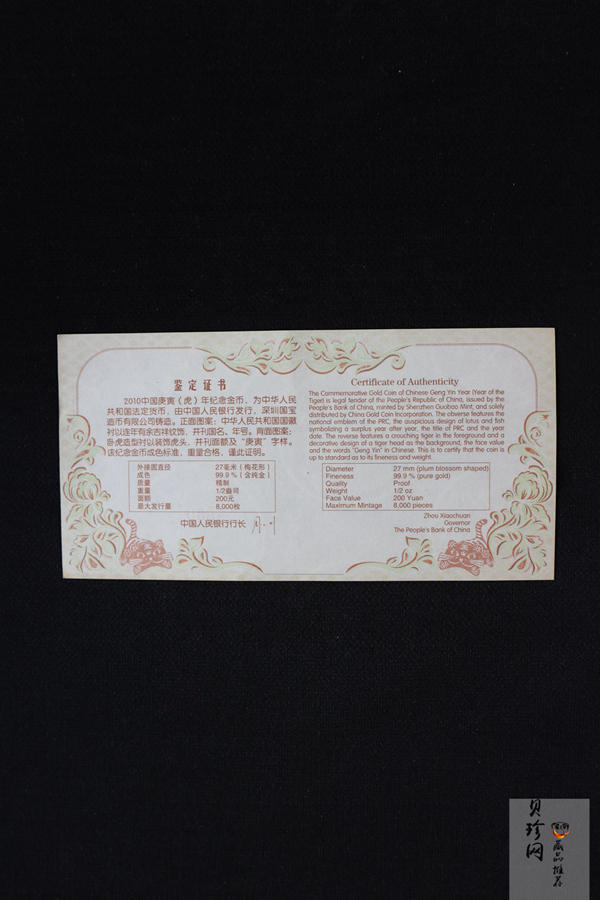 鉴定证书
2010中国庚寅（虎）年纪念金币，为中华人民
共和国法定货币，由中国人民银行发行，深圳国宝
造币有限公司铸造。正面图案：中华人民共和国国徽
衬以连年有余吉祥纹饰，并刊国名、年号。背面图案：
卧虎造型衬以装饰虎头，并刊面额及“庚寅”字样。
该纪念金币成色标准，重量合格，谨此证明。
外接圆直径 27毫米（梅花形）
成色 99.9%（含纯金）
质量 精制
重量 1/2盎司
面额 200元
最大发行量 8,000枚
中国人民银行行长
Certificate of Authenticity
The Commemorative Gold Coin of Chinese Geng Yin Year (Year of the
Tiger) is legal tender of the People's Republic of China, issued by the
People's Bank of China, minted by Shenzhen Guobao Mint, and solely
distributed by China Gold Coin Incorporation. The obverse features the
national emblem of the PRC, the auspicious design of lotus and fish
symbolizing a surplus year after year, the title of PRC and the year
date. The reverse features a crouching tiger in the foreground and a
decorative design of a tiger head as the background, the face value
and the words "Geng Yin" in Chinese. This is to certify that the coin is
up to standard as to its fineness and weight.
Diameter 27 mm (plum blossom shaped)
Fineness 99.9 % (pure gold)
Quality Proof
Weight 1/2 oz
Face Value 200 Yuan
Maximum Mintage 8,000 pieces
Zhou Xiaochuan
Governor
The People's Bank of China
贝珍网
藏品推荐